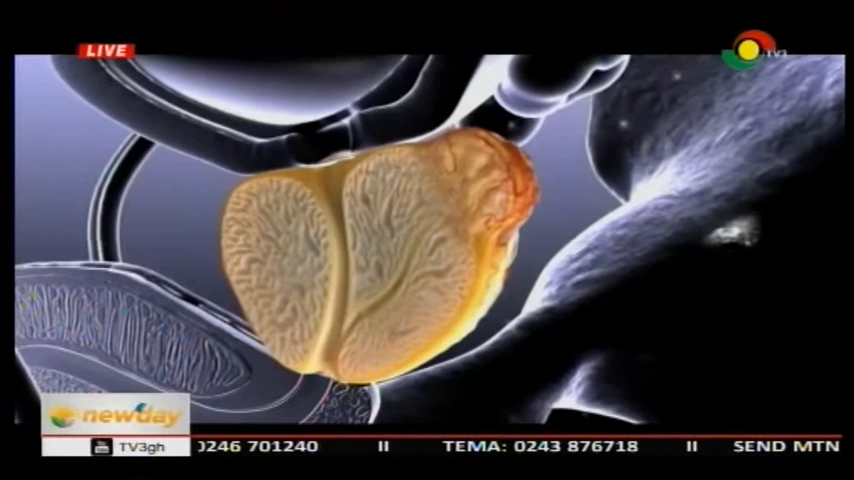 LIVE
TV3
newday
TV3gh
0246 701240 II TEMA: 0243 876718 II SEND MTN